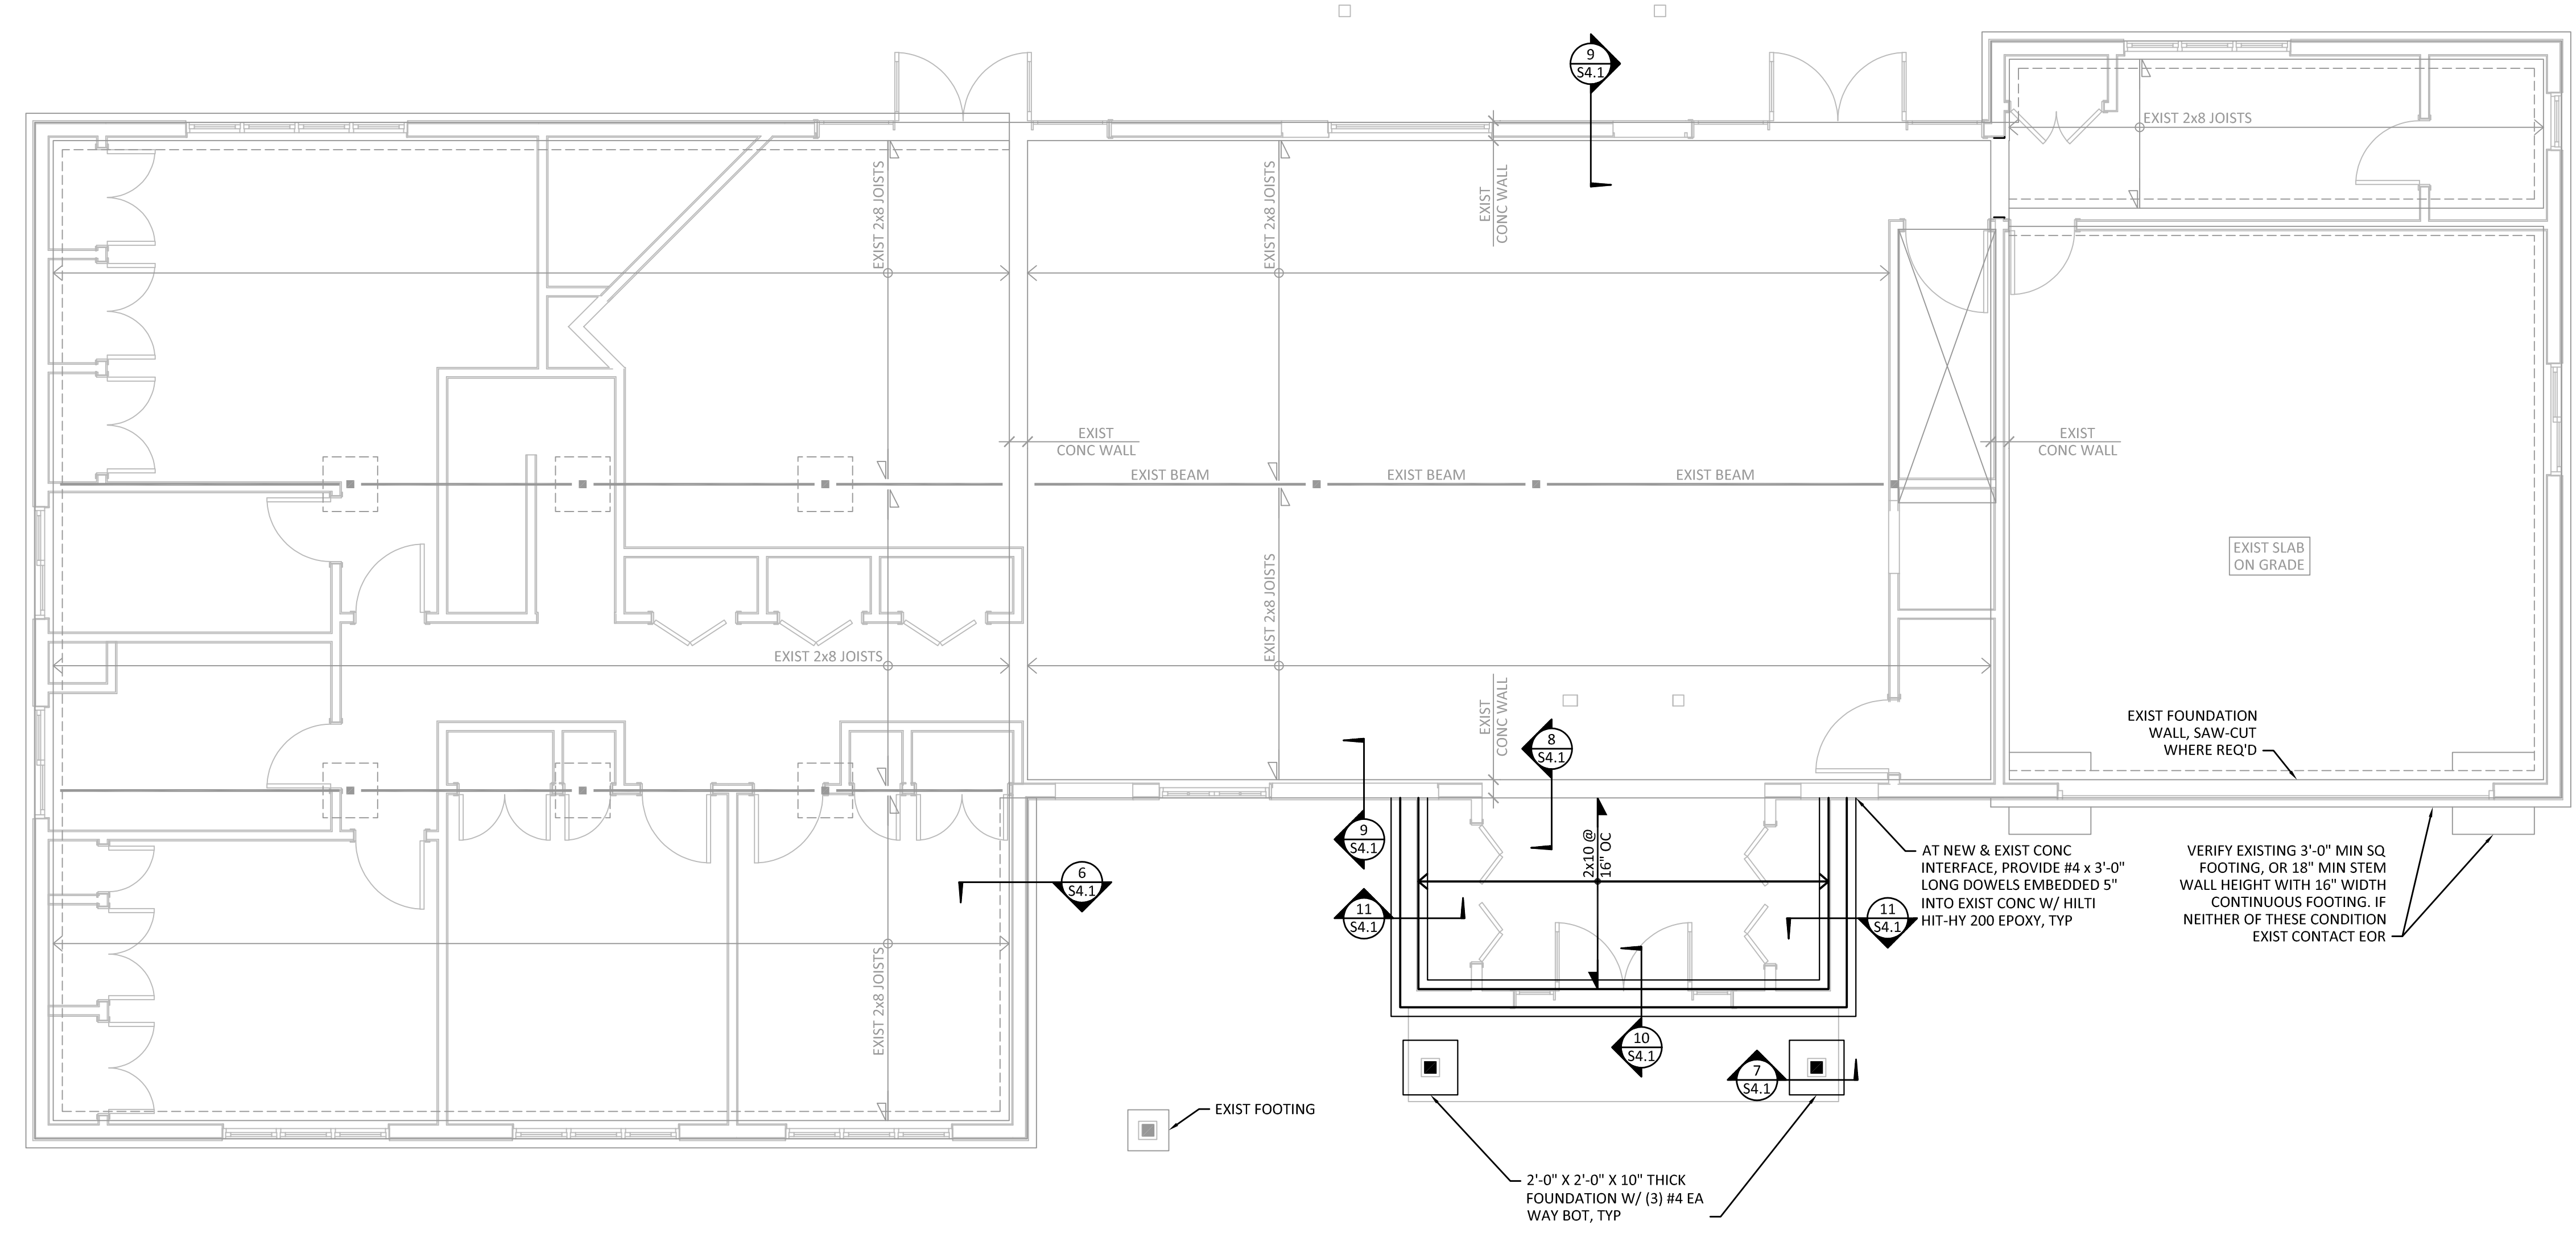 9
S4.1
EXIST 2x8 JOISTS
EXIST 2x8 JOISTS
EXIST 2x8 JOISTS
EXIST
CONC WALL
EXIST
CONC WALL
EXIST
CONC WALL
EXIST BEAM
EXIST BEAM
EXIST BEAM
EXIST SLAB
ON GRADE
EXIST 2x8 JOISTS
EXIST 2x8 JOISTS
EXIST
CONC WALL
EXIST FOUNDATION
WALL, SAW-CUT
WHERE REQ'D
8
S4.1
9
S4.1
2x10 @
16" OC
6
S4.1
11
S4.1
11
S4.1
AT NEW & EXIST CONC
INTERFACE, PROVIDE #4 x 3'-0"
LONG DOWELS EMBEDDED 5"
INTO EXIST CONC W/ HILTI
HIT-HY 200 EPOXY, TYP
VERIFY EXISTING 3'-0" MIN SQ
FOOTING, OR 18" MIN STEM
WALL HEIGHT WITH 16" WIDTH
CONTINUOUS FOOTING. IF
NEITHER OF THESE CONDITION
EXIST CONTACT EOR
EXIST 2x8 JOISTS
10
S4.1
7
S4.1
EXIST FOOTING
2'-0" X 2'-0" X 10" THICK
FOUNDATION W/ (3) #4 EA
WAY BOT, TYP